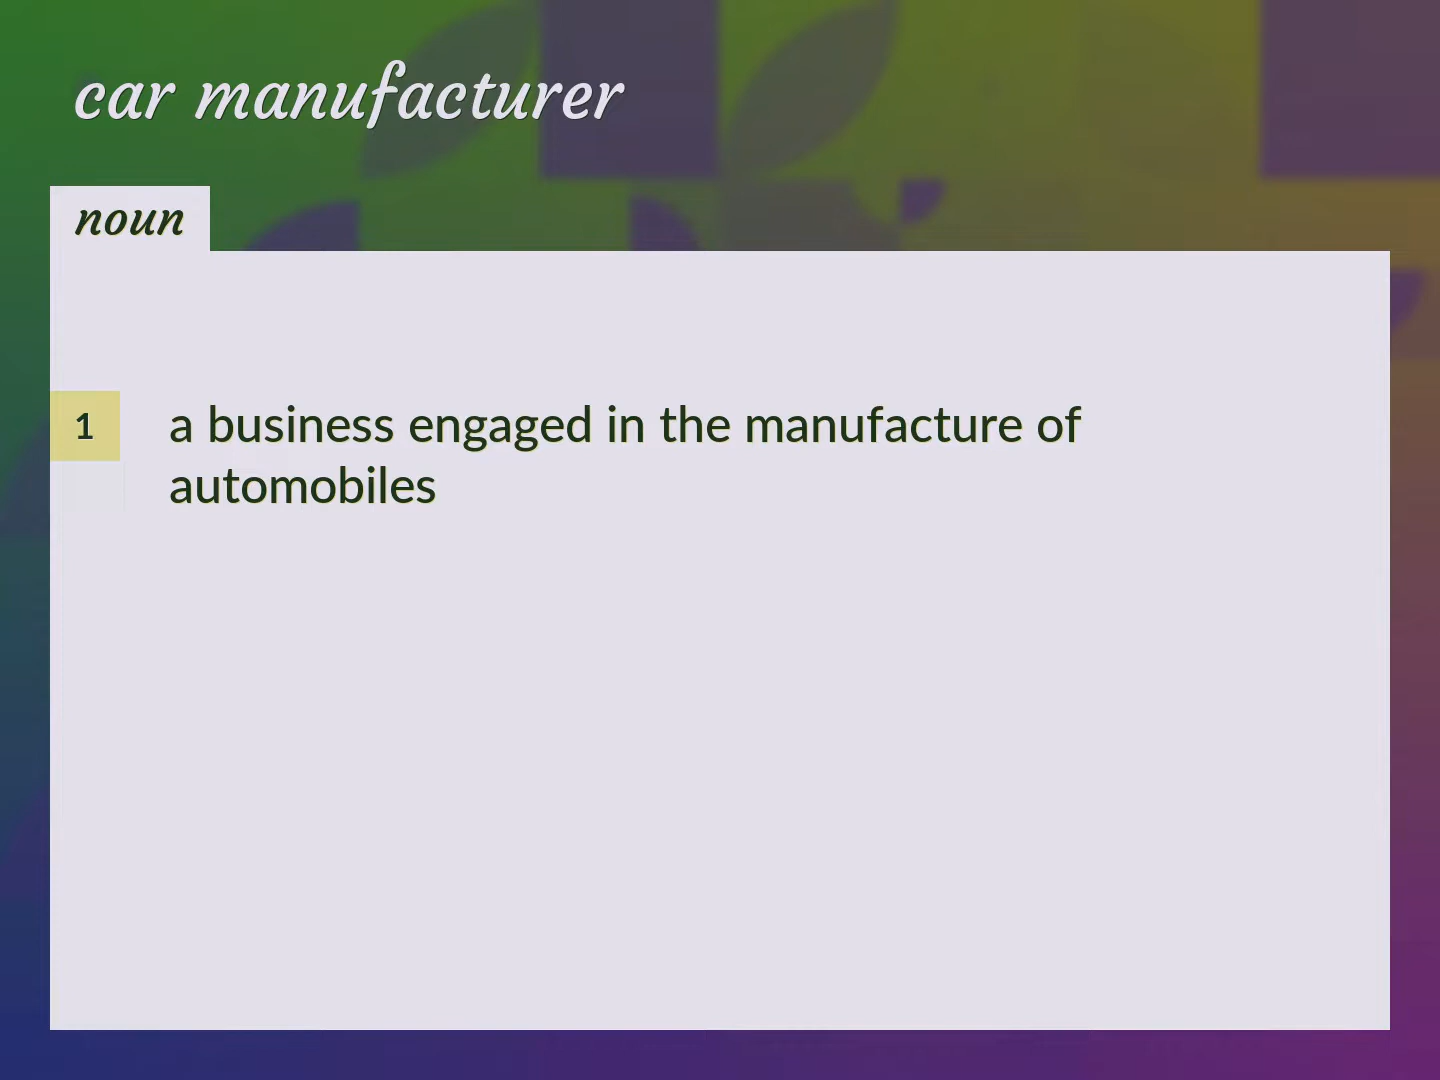 car manufacturer
noun
1 a business engaged in the manufacture of
automobiles